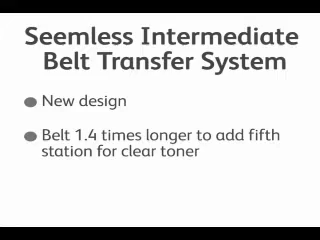 Seemless Intermediate
Belt Transfer System
New design
Belt 1.4 times longer to add fifth
station for clear toner